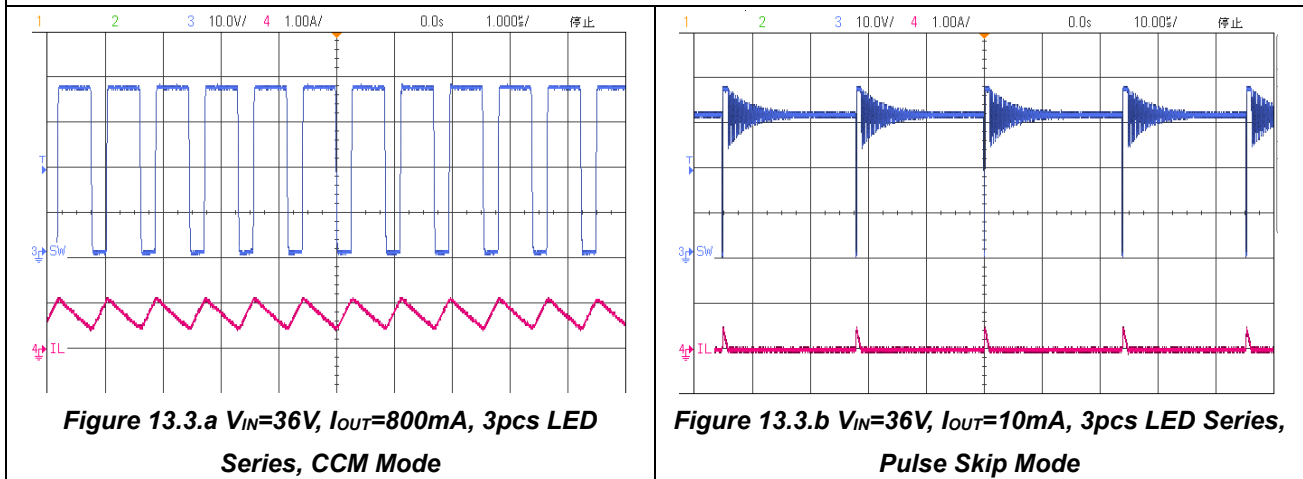 1 2 3 10.0V/ 4 1.00A/ 0.0s 1.000µs/ 停止
T
3 SW
4 IL
Figure 13.3.a VIN=36V, IOUT=800mA, 3pcs LED
Series, CCM Mode
1 2 3 10.0V/ 4 1.00A/ 0.0s 10.00µs/ 停止
T
3 SW
4 IL
Figure 13.3.b VIN=36V, IOUT=10mA, 3pcs LED Series,
Pulse Skip Mode